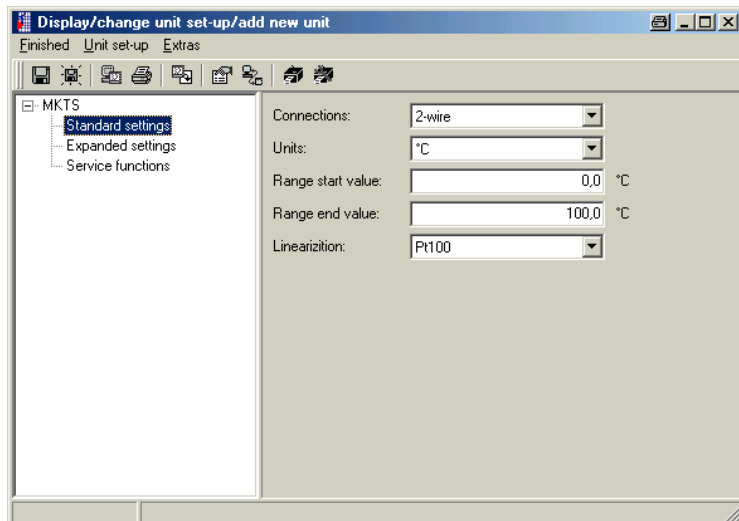 Display/change unit set-up/add new unit
Finished Unit set-up Extras
MKTS
Standard settings
Expanded settings
Service functions
Connections: 2-wire
Units: °C
Range start value: 0,0 °C
Range end value: 100,0 °C
Linearizition: Pt100